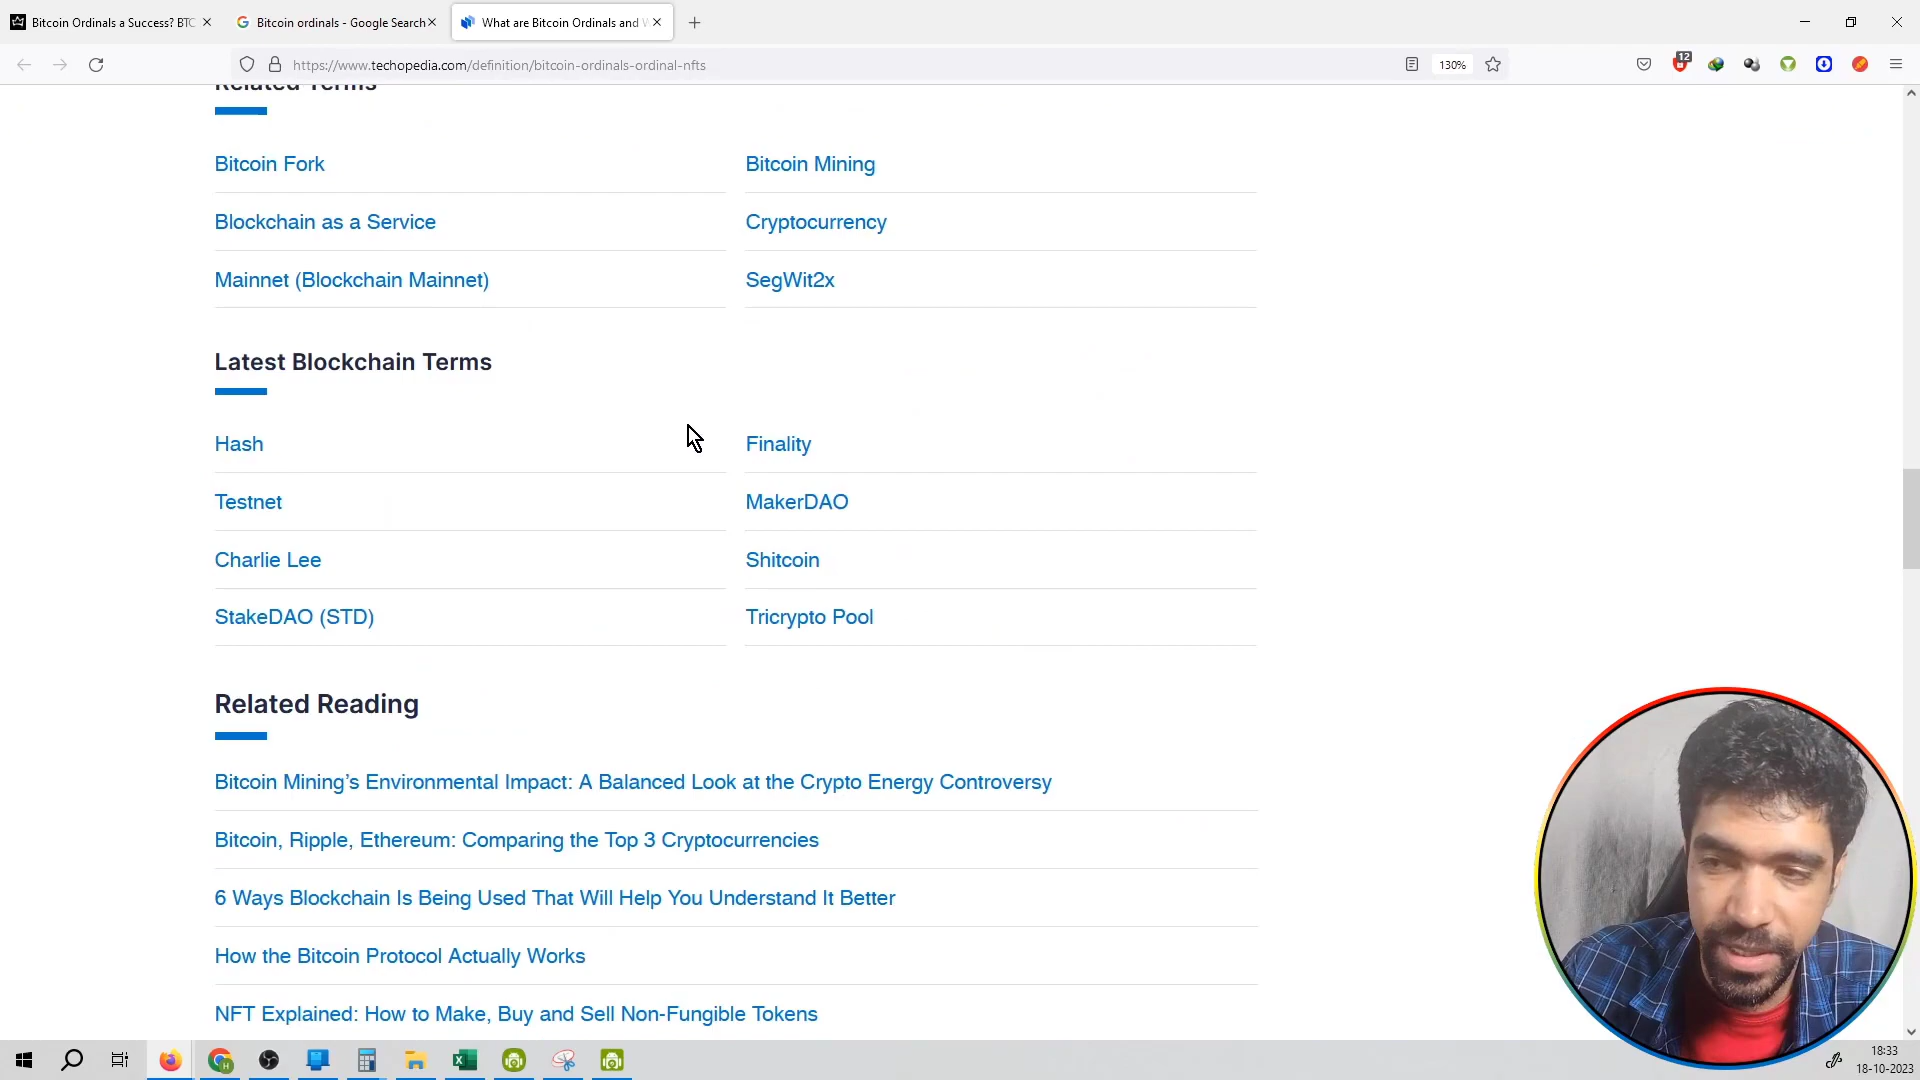 Bitcoin Ordinals a Success? BTC
Bitcoin ordinals - Google Search
What are Bitcoin Ordinals and W
https://www.techopedia.com/definition/bitcoin-ordinals-ordinal-nfts
130%
12
Related Terms
Bitcoin Fork
Bitcoin Mining
Blockchain as a Service
Cryptocurrency
Mainnet (Blockchain Mainnet)
SegWit2x
Latest Blockchain Terms
Hash
Finality
Testnet
MakerDAO
Charlie Lee
Shitcoin
StakeDAO (STD)
Tricrypto Pool
Related Reading
Bitcoin Mining’s Environmental Impact: A Balanced Look at the Crypto Energy Controversy
Bitcoin, Ripple, Ethereum: Comparing the Top 3 Cryptocurrencies
6 Ways Blockchain Is Being Used That Will Help You Understand It Better
How the Bitcoin Protocol Actually Works
NFT Explained: How to Make, Buy and Sell Non-Fungible Tokens
18:33
18-10-2023